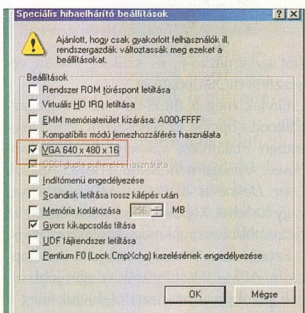 Speciális hibaelhárító beállítások
Ajánlott, hogy csak gyakorlott felhasználók ill.
rendszergazdák változtassák meg ezeket a
beállításokat.
Beállítások
Rendszer ROM töréspont letiltása
Virtuális HD IRQ letiltása
EMM memóriaterület kizárása: A000-FFFF
Kompatibilis módú lemezhozzáférés használata
VGA 640 x 480 x 16
használata
Indítómenü engedélyezése
Scandisk letiltása rossz kilépés után
Memória korlátozása 256 MB
Gyors kikapcsolás tiltása
UDF fájlrendszer letiltása
Pentium F0 (Lock CmpXchg) kezelésének engedélyezése
OK Mégse